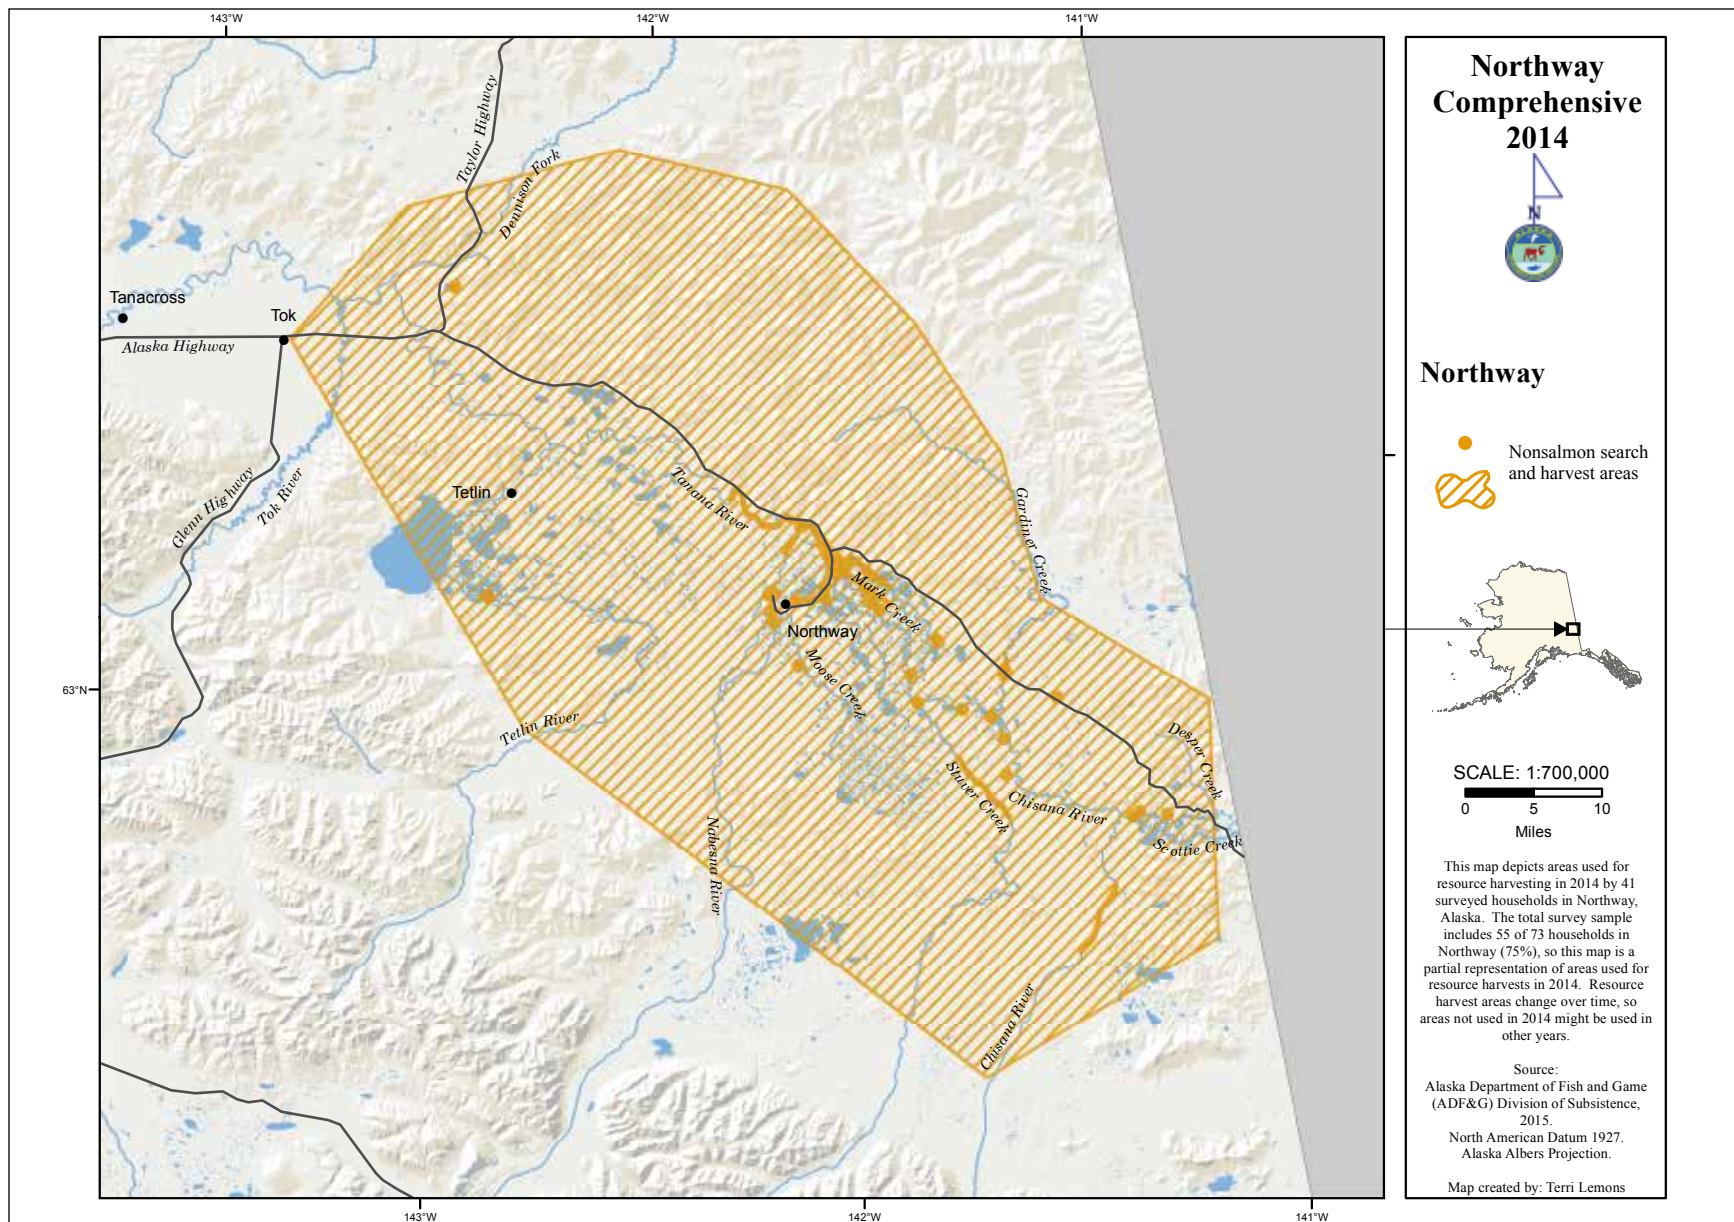 143°W
142°W
141°W
Taylor Highway
Dennison Fork
Tanacross
Tok
Alaska Highway
Glenn Highway
Tok River
Tetlin
Tanana River
Gardiner Creek
Mark Creek
Northway
Moose Creek
63°N
Tetlin River
Desper Creek
Stuver Creek
Chisana River
Scottie Creek
Nabesna River
Chisana River
143°W
142°W
141°W
Northway
Comprehensive
2014
N
Northway
Nonsalmon search
and harvest areas
SCALE: 1:700,000
0 5 10
Miles
This map depicts areas used for
resource harvesting in 2014 by 41
surveyed households in Northway,
Alaska. The total survey sample
includes 55 of 73 households in
Northway (75%), so this map is a
partial representation of areas used for
resource harvests in 2014. Resource
harvest areas change over time, so
areas not used in 2014 might be used in
other years.
Source:
Alaska Department of Fish and Game
(ADF&G) Division of Subsistence,
2015.
North American Datum 1927.
Alaska Albers Projection.
Map created by: Terri Lemons